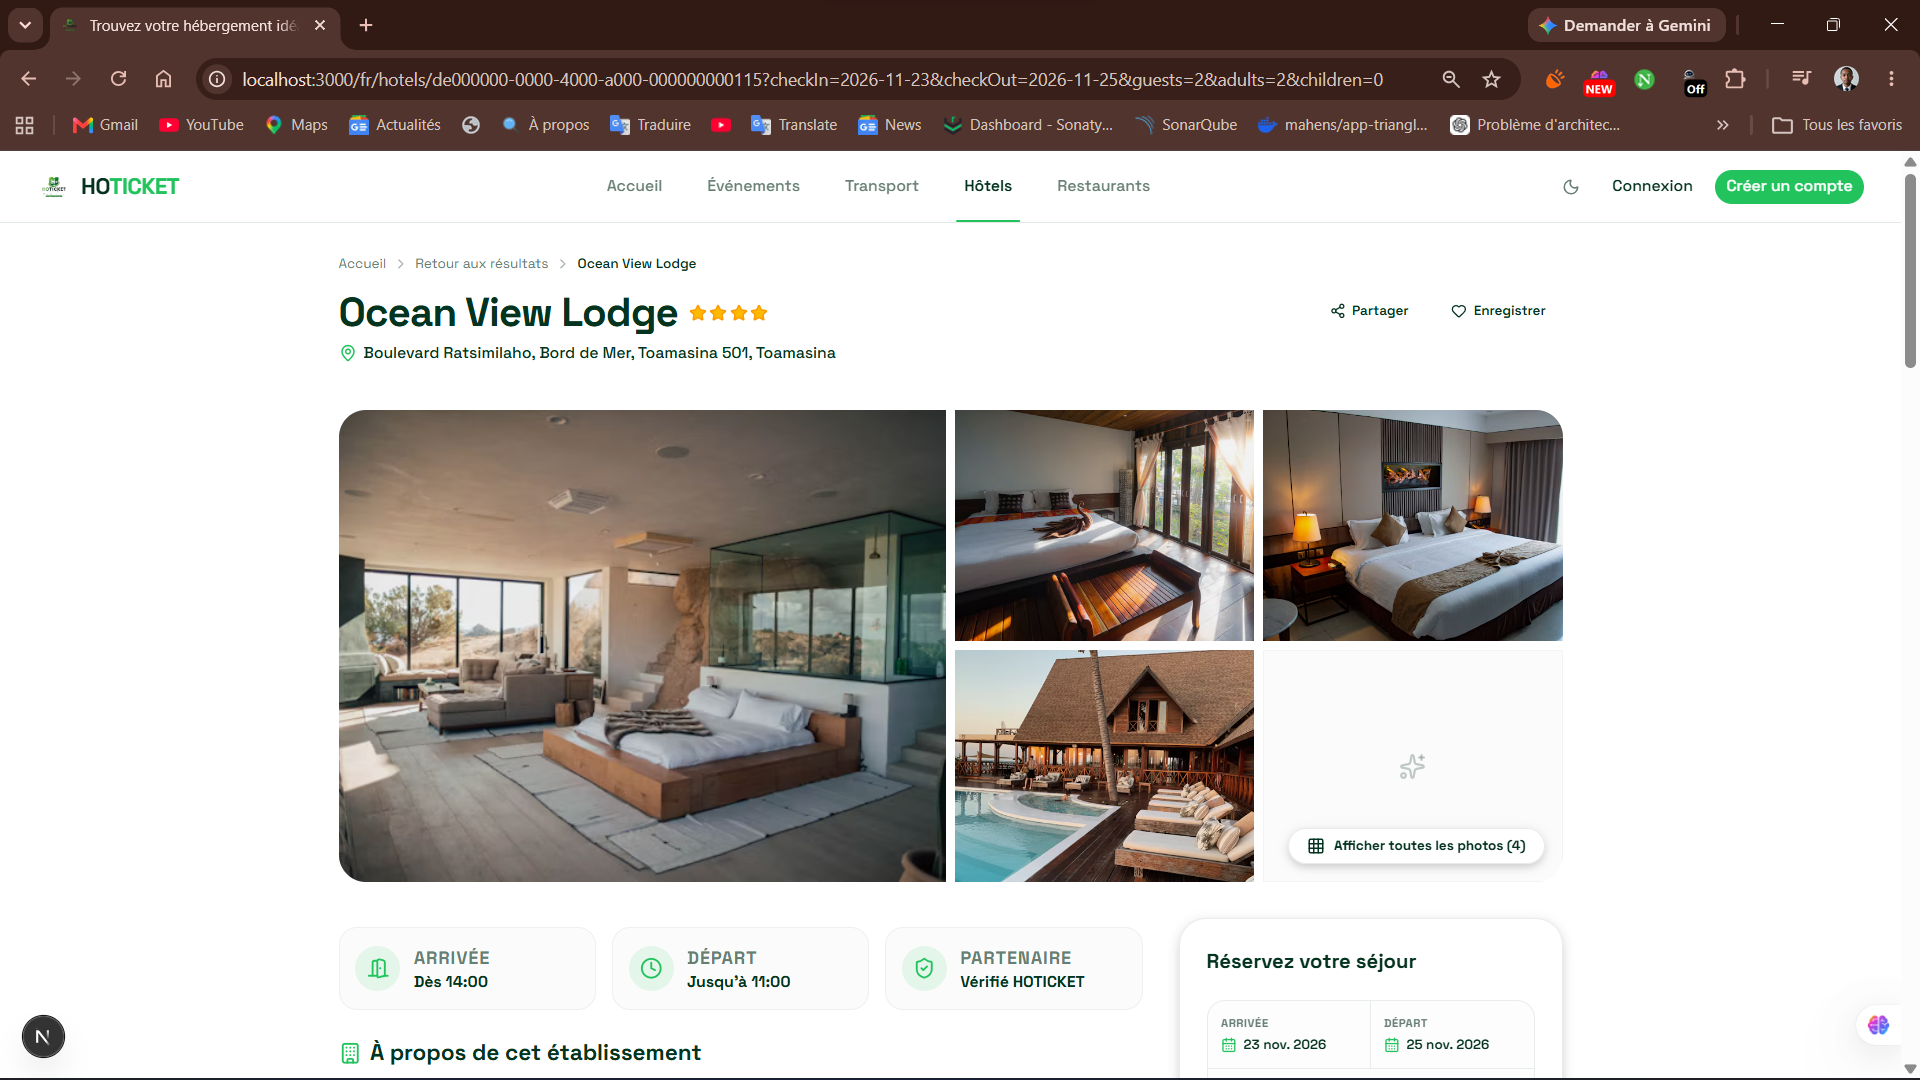 Trouvez votre hébergement idé
Demander à Gemini
localhost:3000/fr/hotels/de000000-0000-4000-a000-000000000115?checkIn=2026-11-23&checkOut=2026-11-25&guests=2&adults=2&children=0
NEW
Off
Gmail
YouTube
Maps
Actualités
À propos
Traduire
Translate
News
Dashboard - Sonaty...
SonarQube
mahens/app-triangl...
Problème d'architec...
Tous les favoris
HOTICKET
Accueil
Événements
Transport
Hôtels
Restaurants
Connexion
Créer un compte
Accueil > Retour aux résultats > Ocean View Lodge
Ocean View Lodge
Partager
Enregistrer
Boulevard Ratsimilaho, Bord de Mer, Toamasina 501, Toamasina
Afficher toutes les photos (4)
ARRIVÉE
Dès 14:00
DÉPART
Jusqu'à 11:00
PARTENAIRE
Vérifié HOTICKET
Réservez votre séjour
ARRIVÉE
23 nov. 2026
DÉPART
25 nov. 2026
À propos de cet établissement
N